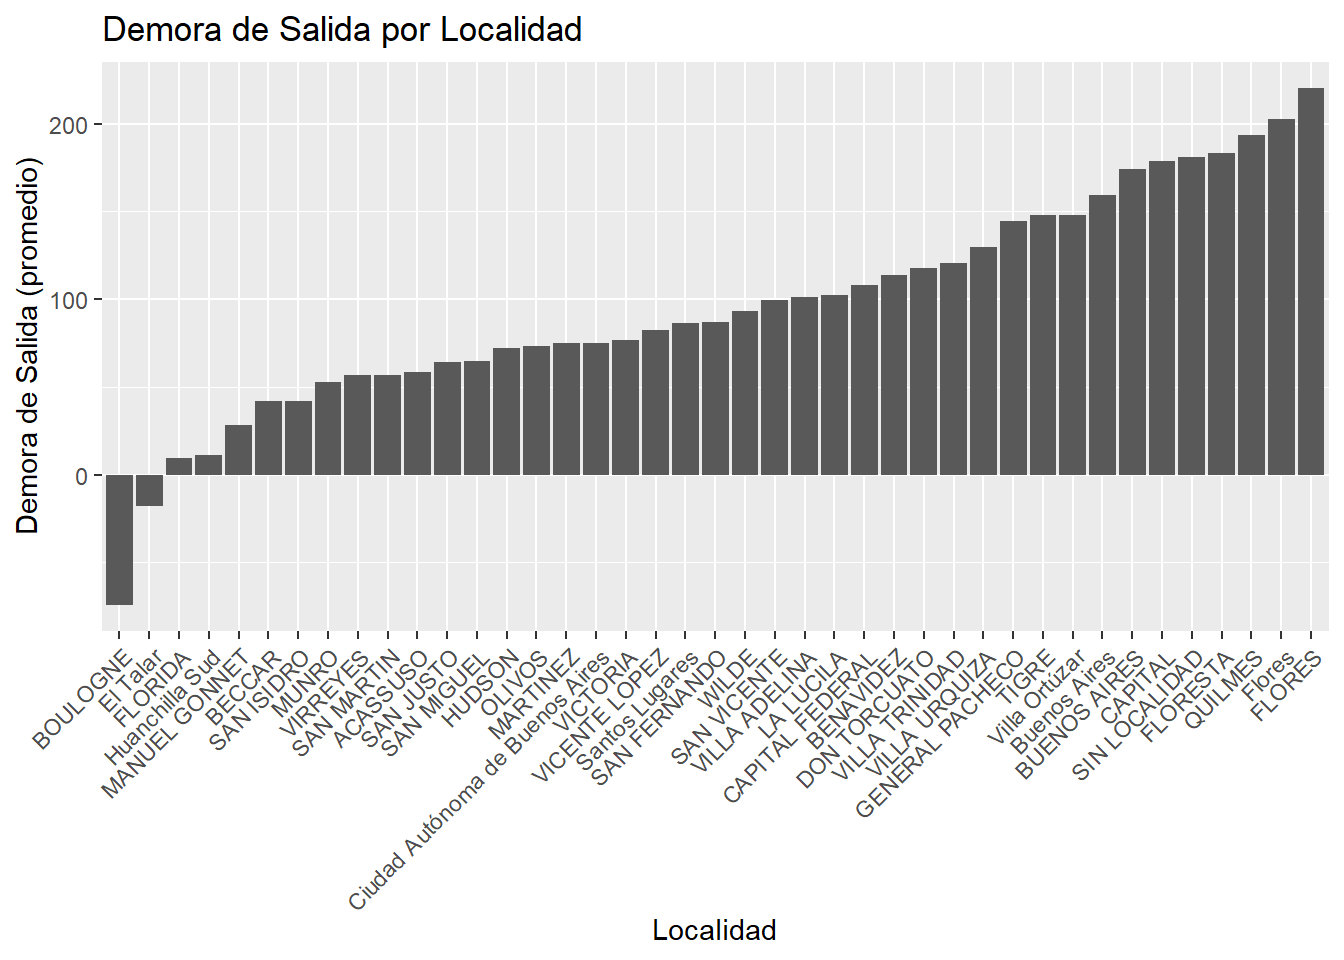 Demora de Salida por Localidad
Demora de Salida (promedio)
200
100
0
BOULOGNE
El Talar
FLORIDA
Huanchilla Sud
MANUEL GONNET
BECCAR
SAN ISIDRO
MUNRO
VIRREYES
SAN MARTIN
ACASSUSO
SAN JUSTO
SAN MIGUEL
HUDSON
OLIVOS
MARTINEZ
Ciudad Autónoma de Buenos Aires
VICTORIA
VICENTE LOPEZ
Santos Lugares
SAN FERNANDO
WILDE
SAN VICENTE
VILLA ADELINA
LA LUCILA
CAPITAL FEDERAL
BENAVIDEZ
DON TORCUATO
VILLA TRINIDAD
VILLA URQUIZA
GENERAL PACHECO
TIGRE
Villa Ortúzar
Buenos Aires
BUENOS AIRES
CAPITAL
SIN LOCALIDAD
FLORESTA
QUILMES
Flores
FLORES
Localidad